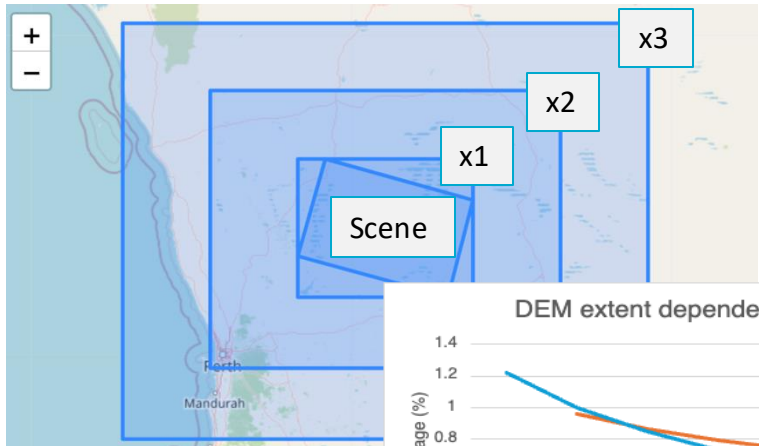 +
−
x3
x2
x1
Scene
Perth
Mandurah
DEM extent depende
1.4
1.2
1
0.8
age (%)